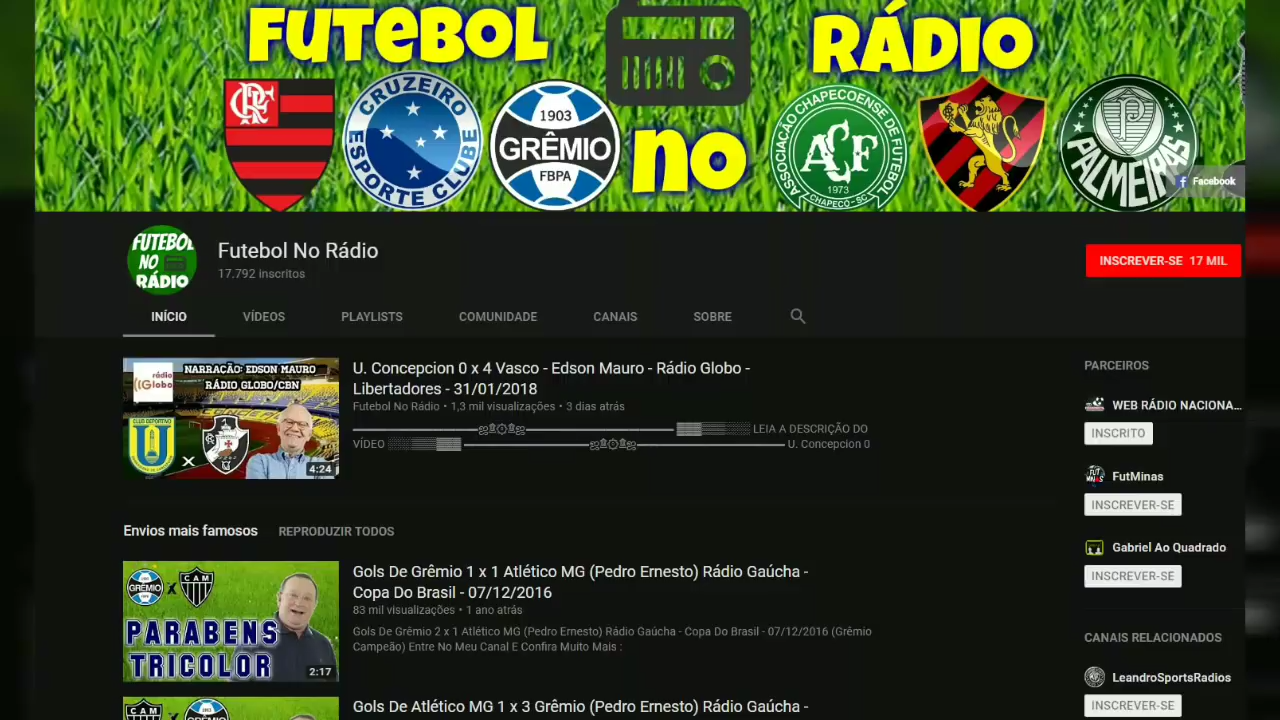 FUTEBOL
RÁDIO
NO
CRUZEIRO
ESPORTE CLUBE
1903
GRÊMIO
FBPA
ASSOCIAÇÃO CHAPECOENSE DE FUTEBOL
ACF
1973
CHAPECÓ - SC
PALMEIRAS
Facebook
FUTEBOL
NO
RÁDIO
Futebol No Rádio
17.792 inscritos
INSCREVER-SE 17 MIL
INÍCIO VÍDEOS PLAYLISTS COMUNIDADE CANAIS SOBRE
rádio
Globo
NARRAÇÃO: EDSON MAURO
RÁDIO GLOBO/CBN
X
4:24
U. Concepcion 0 x 4 Vasco - Edson Mauro - Rádio Globo -
Libertadores - 31/01/2018
Futebol No Rádio • 1,3 mil visualizações • 3 dias atrás
LEIA A DESCRIÇÃO DO
VÍDEO U. Concepcion 0
PARCEIROS
WEB RÁDIO NACIONA...
INSCRITO
FutMinas
INSCREVER-SE
Gabriel Ao Quadrado
INSCREVER-SE
Envios mais famosos REPRODUZIR TODOS
GRÊMIO
X
CAM
PARABENS
TRICOLOR
2:17
Gols De Grêmio 1 x 1 Atlético MG (Pedro Ernesto) Rádio Gaúcha -
Copa Do Brasil - 07/12/2016
83 mil visualizações • 1 ano atrás
Gols De Grêmio 2 x 1 Atlético MG (Pedro Ernesto) Rádio Gaúcha - Copa Do Brasil - 07/12/2016 (Grêmio
Campeão) Entre No Meu Canal E Confira Muito Mais :
CANAIS RELACIONADOS
LeandroSportsRadios
INSCREVER-SE
CAM
Gols De Atlético MG 1 x 3 Grêmio (Pedro Ernesto) Rádio Gaúcha -